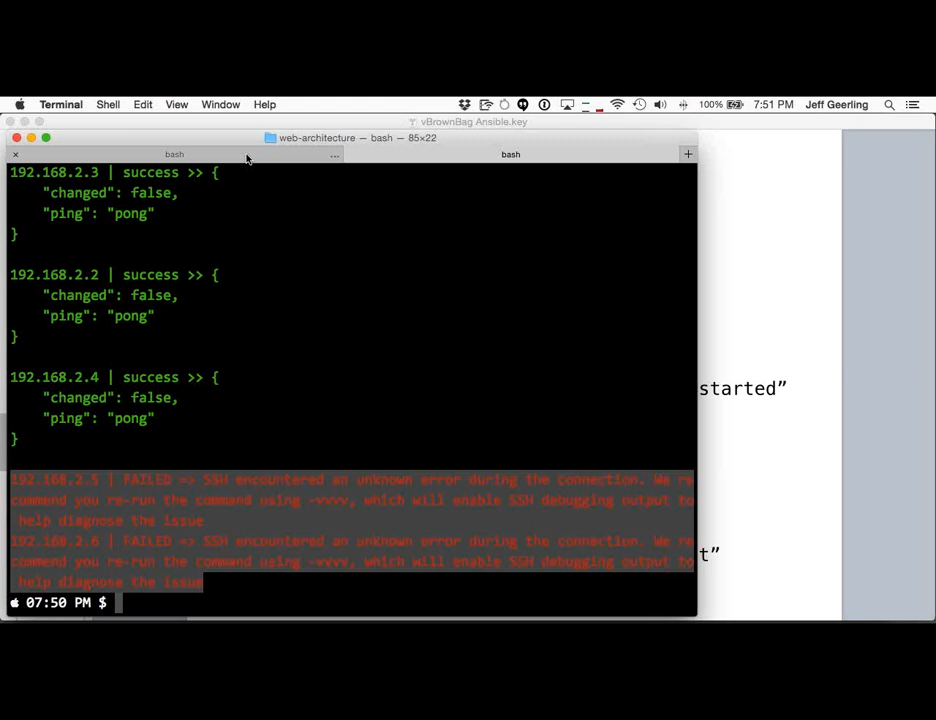 Terminal Shell Edit View Window Help 100% 7:51 PM Jeff Geerling
vBrownBag Ansible.key
web-architecture — bash — 85×22
bash ... bash +
192.168.2.3 | success >> {
"changed": false,
"ping": "pong"
}
192.168.2.2 | success >> {
"changed": false,
"ping": "pong"
}
192.168.2.4 | success >> {
"changed": false,
"ping": "pong"
}
started”
192.168.2.5 | FAILED => SSH encountered an unknown error during the connection. We re
commend you re-run the command using -vvvv, which will enable SSH debugging output to
help diagnose the issue
192.168.2.6 | FAILED => SSH encountered an unknown error during the connection. We re
commend you re-run the command using -vvvv, which will enable SSH debugging output to
help diagnose the issue
t”
07:50 PM $